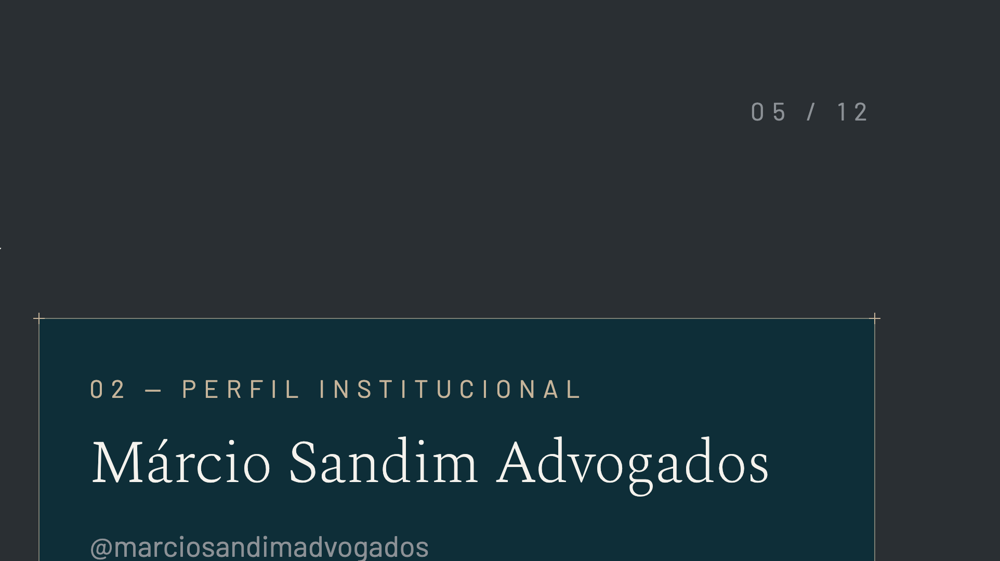 05 / 12
02 — PERFIL INSTITUCIONAL
Márcio Sandim Advogados
@marciosandimadvogados